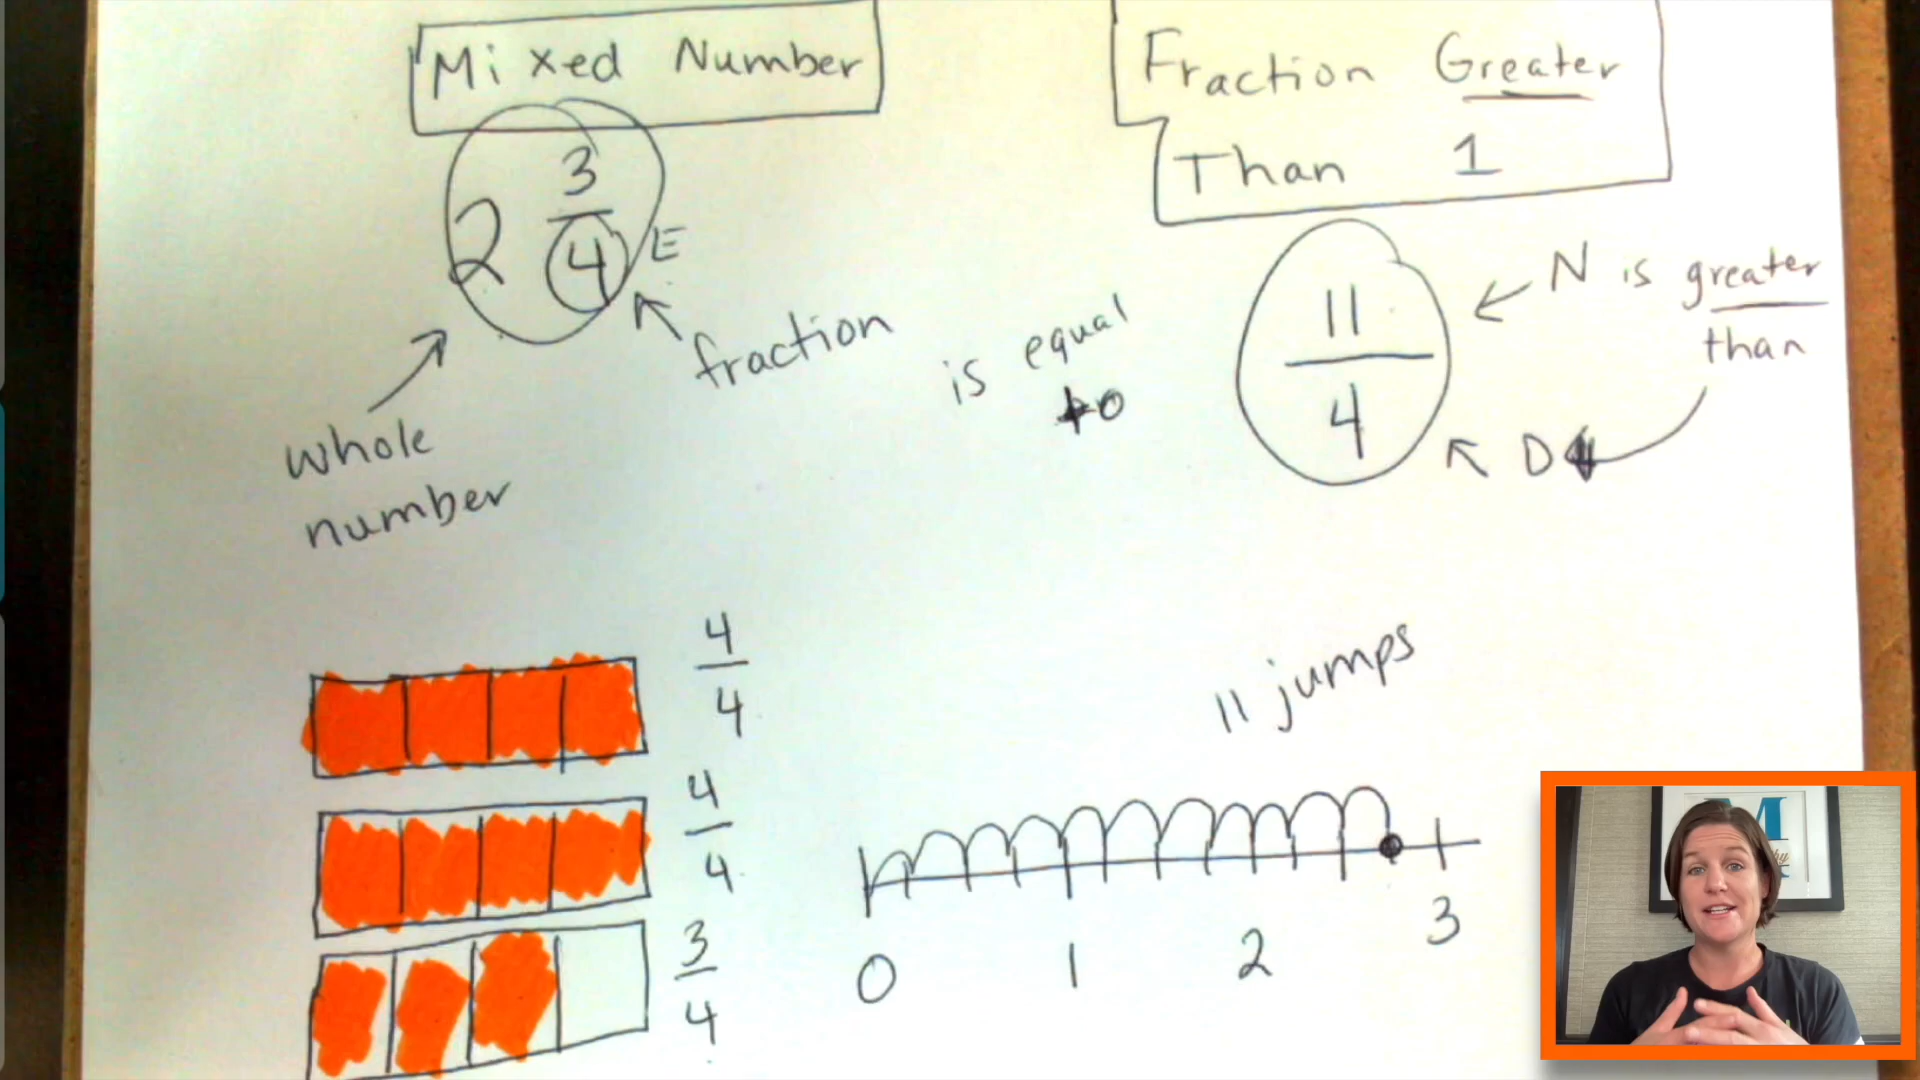 Mixed Number
2 3/4 E
fraction
whole
number
is equal
to
Fraction Greater
Than 1
11/4
N is greater
than
D
4/4
4/4
3/4
11 jumps
0 1 2 3
M